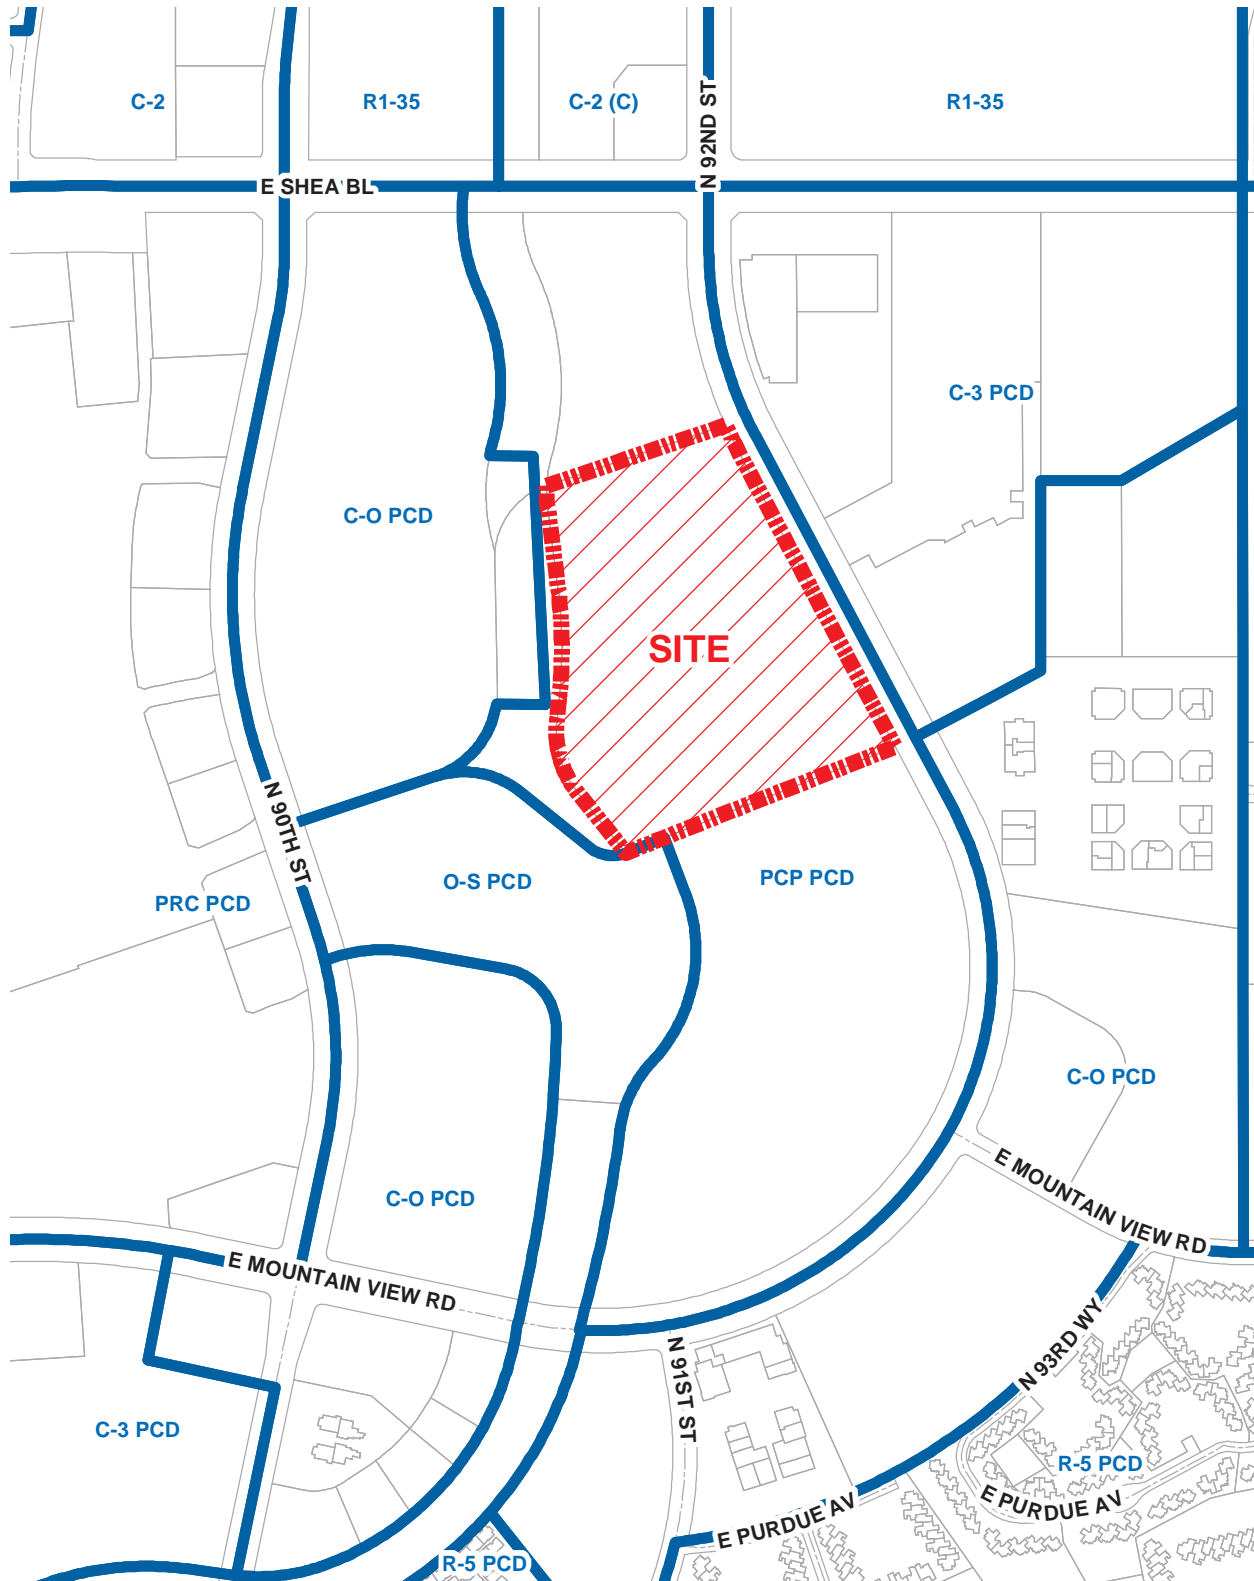 C-2
R1-35
C-2 (C)
R1-35
N 92ND ST
E SHEA BL
C-3 PCD
C-O PCD
SITE
N 90TH ST
O-S PCD
PCP PCD
PRC PCD
C-O PCD
E MOUNTAIN VIEW RD
C-O PCD
E MOUNTAIN VIEW RD
N 91ST ST
N 93RD WY
C-3 PCD
R-5 PCD
E PURDUE AV
E PURDUE AV
R-5 PCD